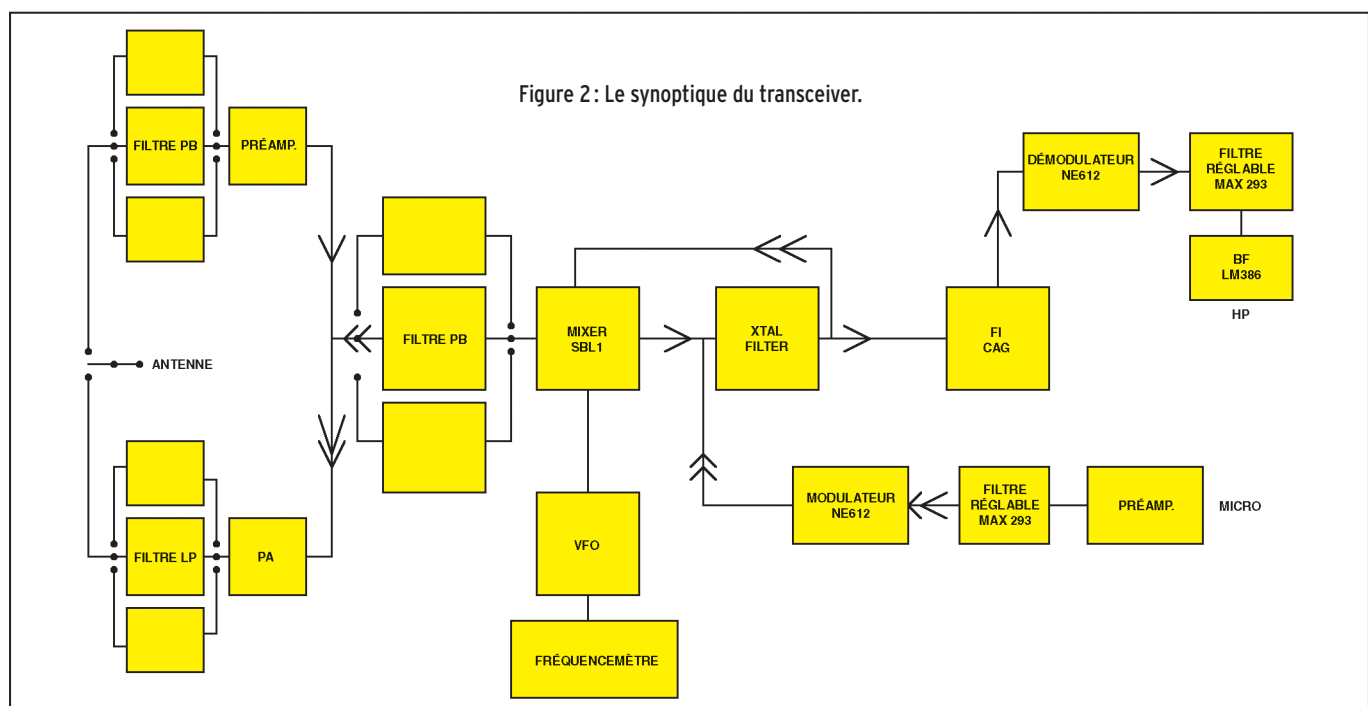 Figure 2 : Le synoptique du transceiver.
FILTRE PB
PRÉAMP.
DÉMODULATEUR
NE612
FILTRE
RÉGLABLE
MAX 293
BF
LM386
HP
FILTRE PB
MIXER
SBL1
XTAL
FILTER
FI
CAG
ANTENNE
MODULATEUR
NE612
FILTRE
RÉGLABLE
MAX 293
PRÉAMP.
MICRO
FILTRE LP
PA
VFO
FRÉQUENCEMÈTRE